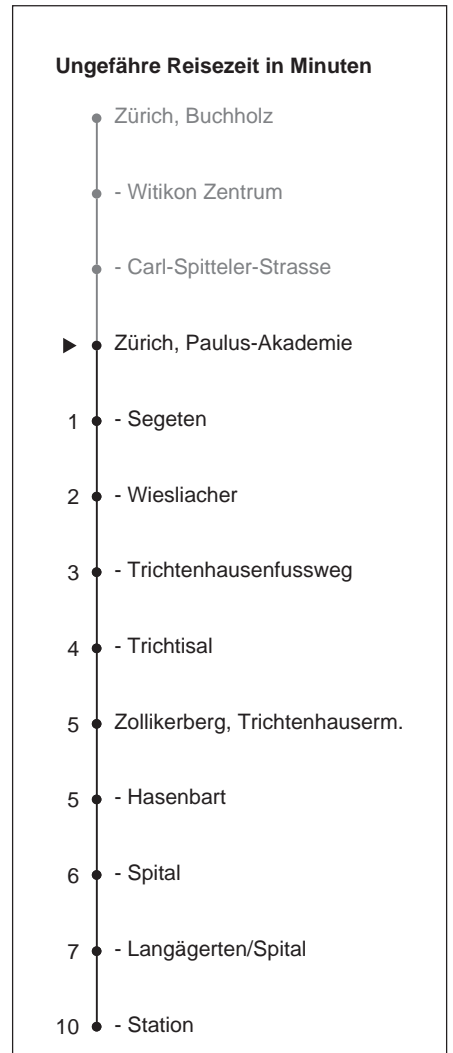 Ungefähre Reisezeit in Minuten
Zürich, Buchholz
- Witikon Zentrum
- Carl-Spitteler-Strasse
Zürich, Paulus-Akademie
1 - Segeten
2 - Wiesliacher
3 - Trichtenhausenfussweg
4 - Trichtisal
5 Zollikerberg, Trichtenhauserm.
5 - Hasenbart
6 - Spital
7 - Langägerten/Spital
10 - Station